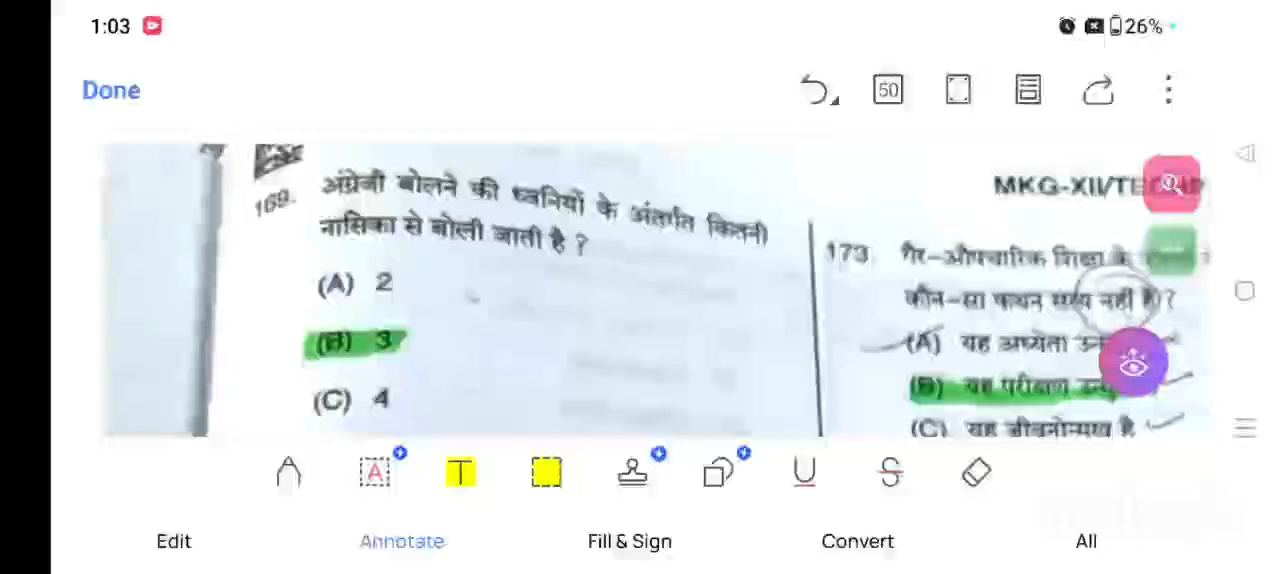 1:03
26%
Done
50
169. अंग्रेजी बोलने की ध्वनियों के अंतर्गत कितनी
नासिका से बोली जाती है ?
(A) 2
(B) 3
(C) 4
MKG-XII/TE
173 गैर-औपचारिक शिक्षा के
कौन-सा कथन सत्य नहीं है ?
(A) यह अध्येता
(B) यह परीक्षण
(C) यह जीवनोन्मुख है
A
T
U
S
Edit
Annotate
Fill & Sign
Convert
All